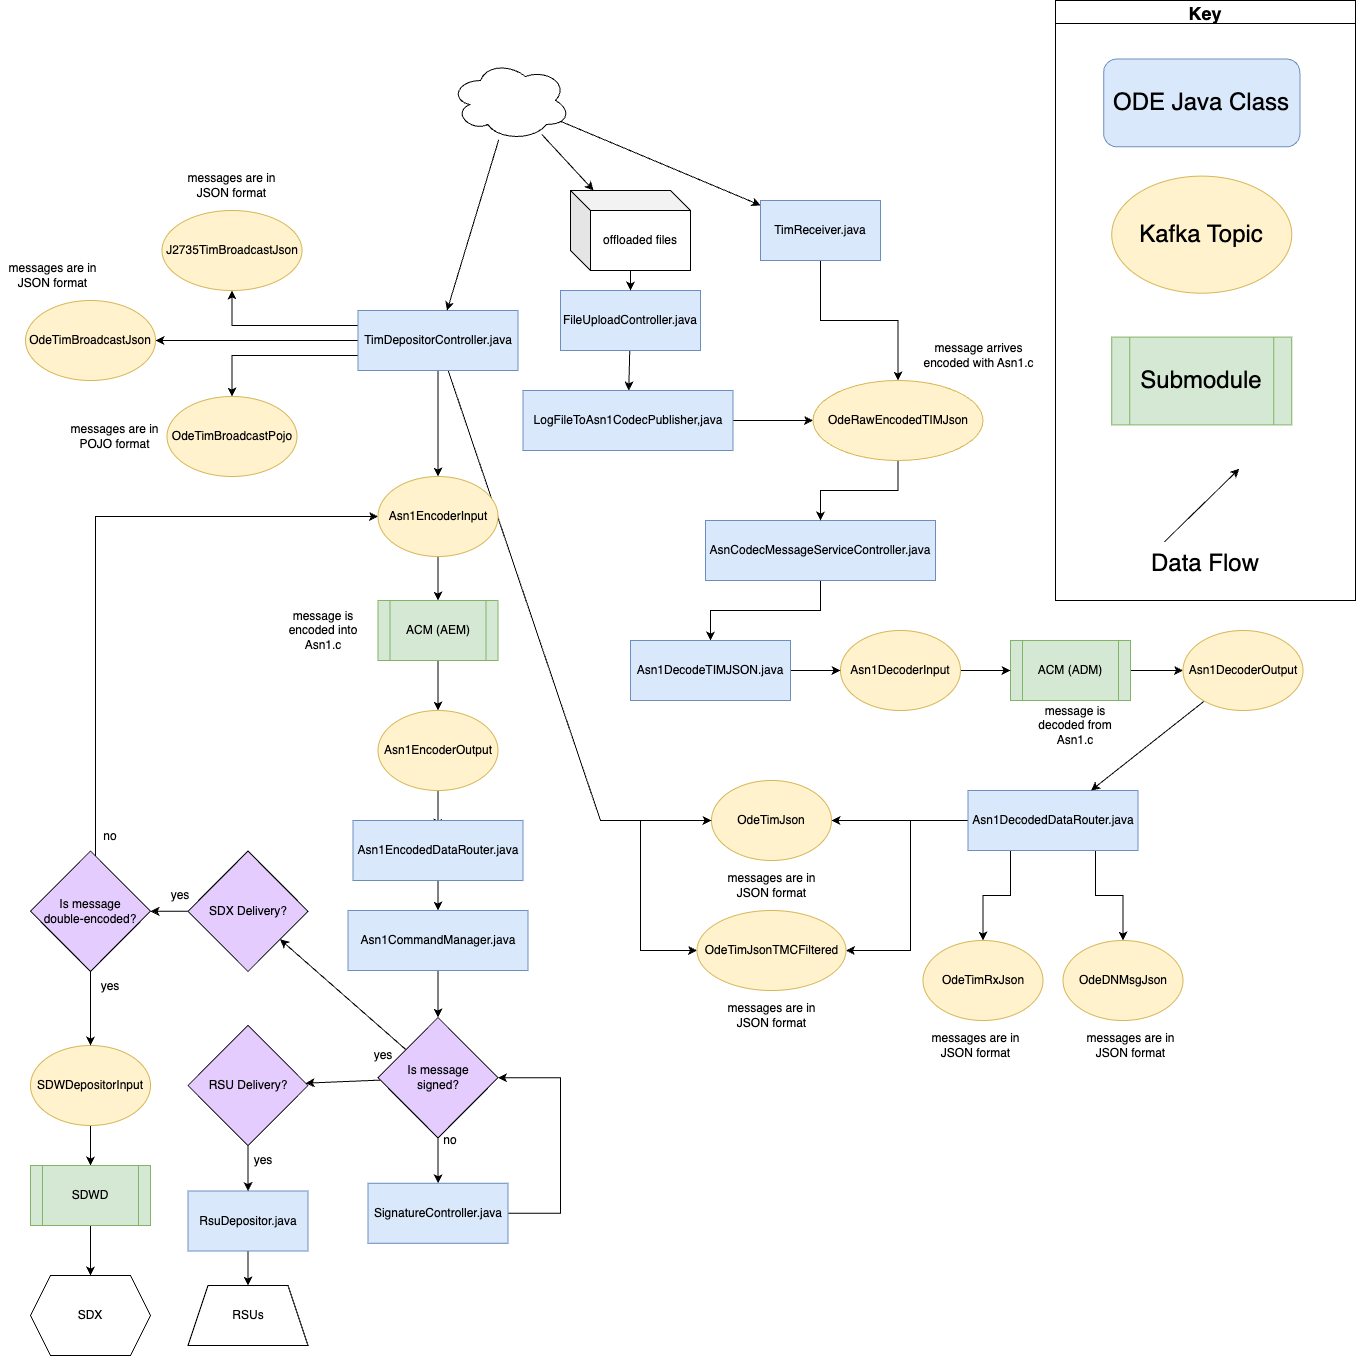 Key
ODE Java Class
Kafka Topic
Submodule
Data Flow
messages are in
JSON format
J2735TimBroadcastJson
messages are in
JSON format
OdeTimBroadcastJson
TimDepositorController.java
messages are in
POJO format
OdeTimBroadcastPojo
offloaded files
TimReceiver.java
FileUploadController.java
message arrives
encoded with Asn1.c
LogFileToAsn1CodecPublisher,java
OdeRawEncodedTIMJson
Asn1EncoderInput
AsnCodecMessageServiceController.java
message is
encoded into
Asn1.c
ACM (AEM)
Asn1DecodeTIMJSON.java
Asn1DecoderInput
ACM (ADM)
Asn1DecoderOutput
message is
decoded from
Asn1.c
Asn1EncoderOutput
OdeTimJson
Asn1DecodedDataRouter.java
messages are in
JSON format
Asn1EncodedDataRouter.java
no
Is message
double-encoded?
yes
SDX Delivery?
Asn1CommandManager.java
OdeTimJsonTMCFiltered
messages are in
JSON format
OdeTimRxJson
OdeDNMsgJson
messages are in
JSON format
messages are in
JSON format
yes
SDWDepositorInput
RSU Delivery?
yes
Is message
signed?
no
yes
SDWD
RsuDepositor.java
SignatureController.java
SDX
RSUs